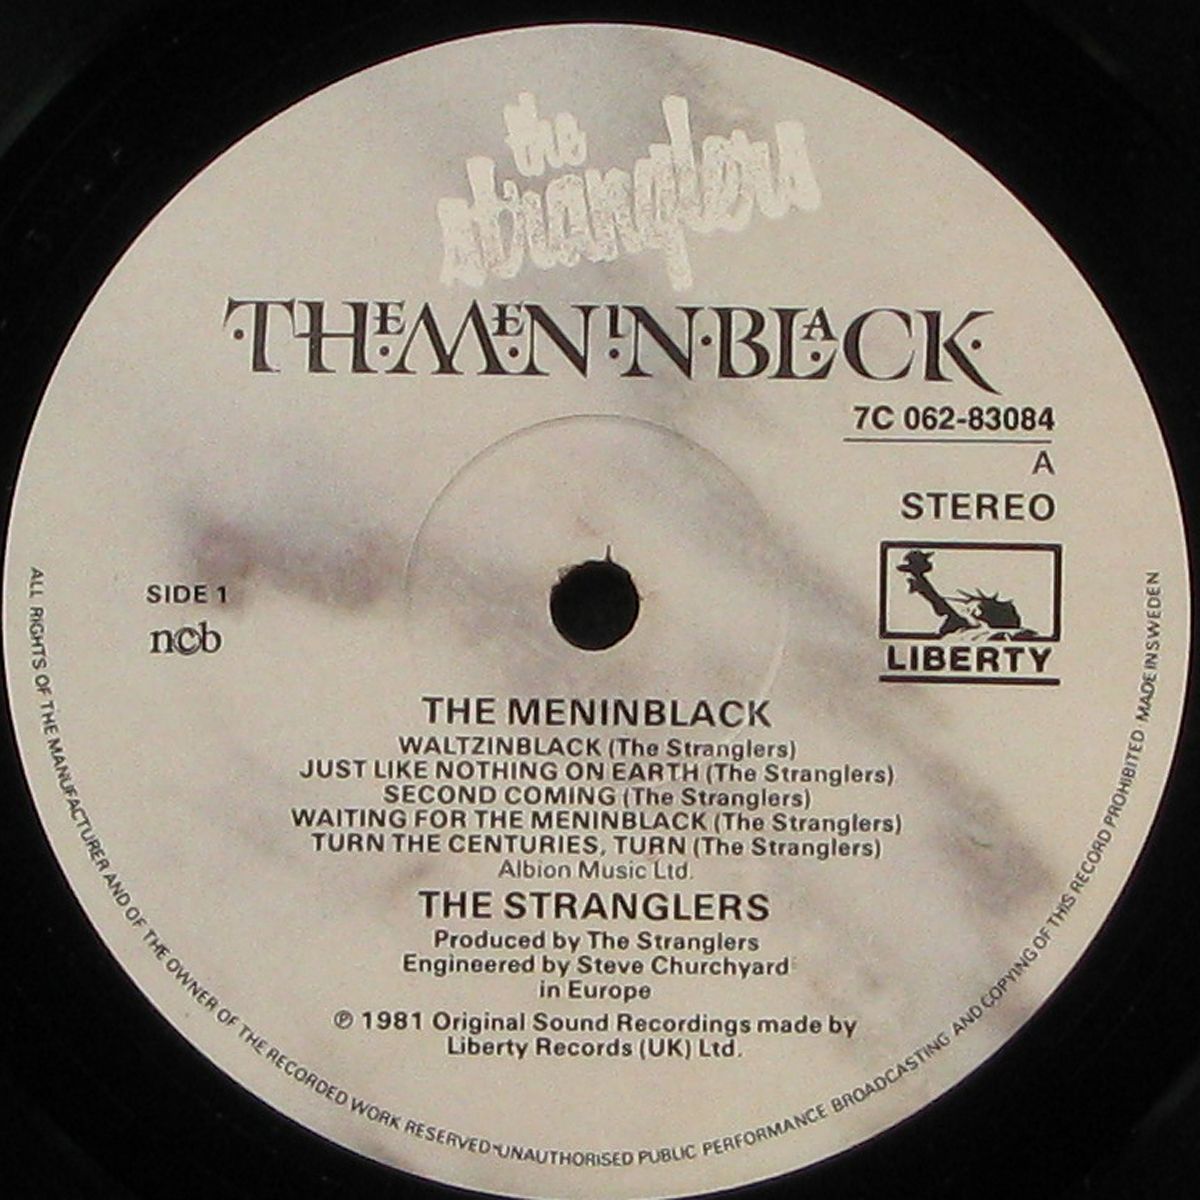 the
stranglers
·THE·MEN·IN·BLACK·
7C 062-83084
A
STEREO
SIDE 1
ncb
LIBERTY
THE MENINBLACK
WALTZINBLACK (The Stranglers)
JUST LIKE NOTHING ON EARTH (The Stranglers)
SECOND COMING (The Stranglers)
WAITING FOR THE MENINBLACK (The Stranglers)
TURN THE CENTURIES, TURN (The Stranglers)
Albion Music Ltd.
THE STRANGLERS
Produced by The Stranglers
Engineered by Steve Churchyard
in Europe
℗ 1981 Original Sound Recordings made by
Liberty Records (UK) Ltd.
ALL RIGHTS OF THE MANUFACTURER AND OF THE OWNER OF THE RECORDED WORK RESERVED·UNAUTHORISED PUBLIC PERFORMANCE BROADCASTING AND COPYING OF THIS RECORD PROHIBITED MADE IN SWEDEN